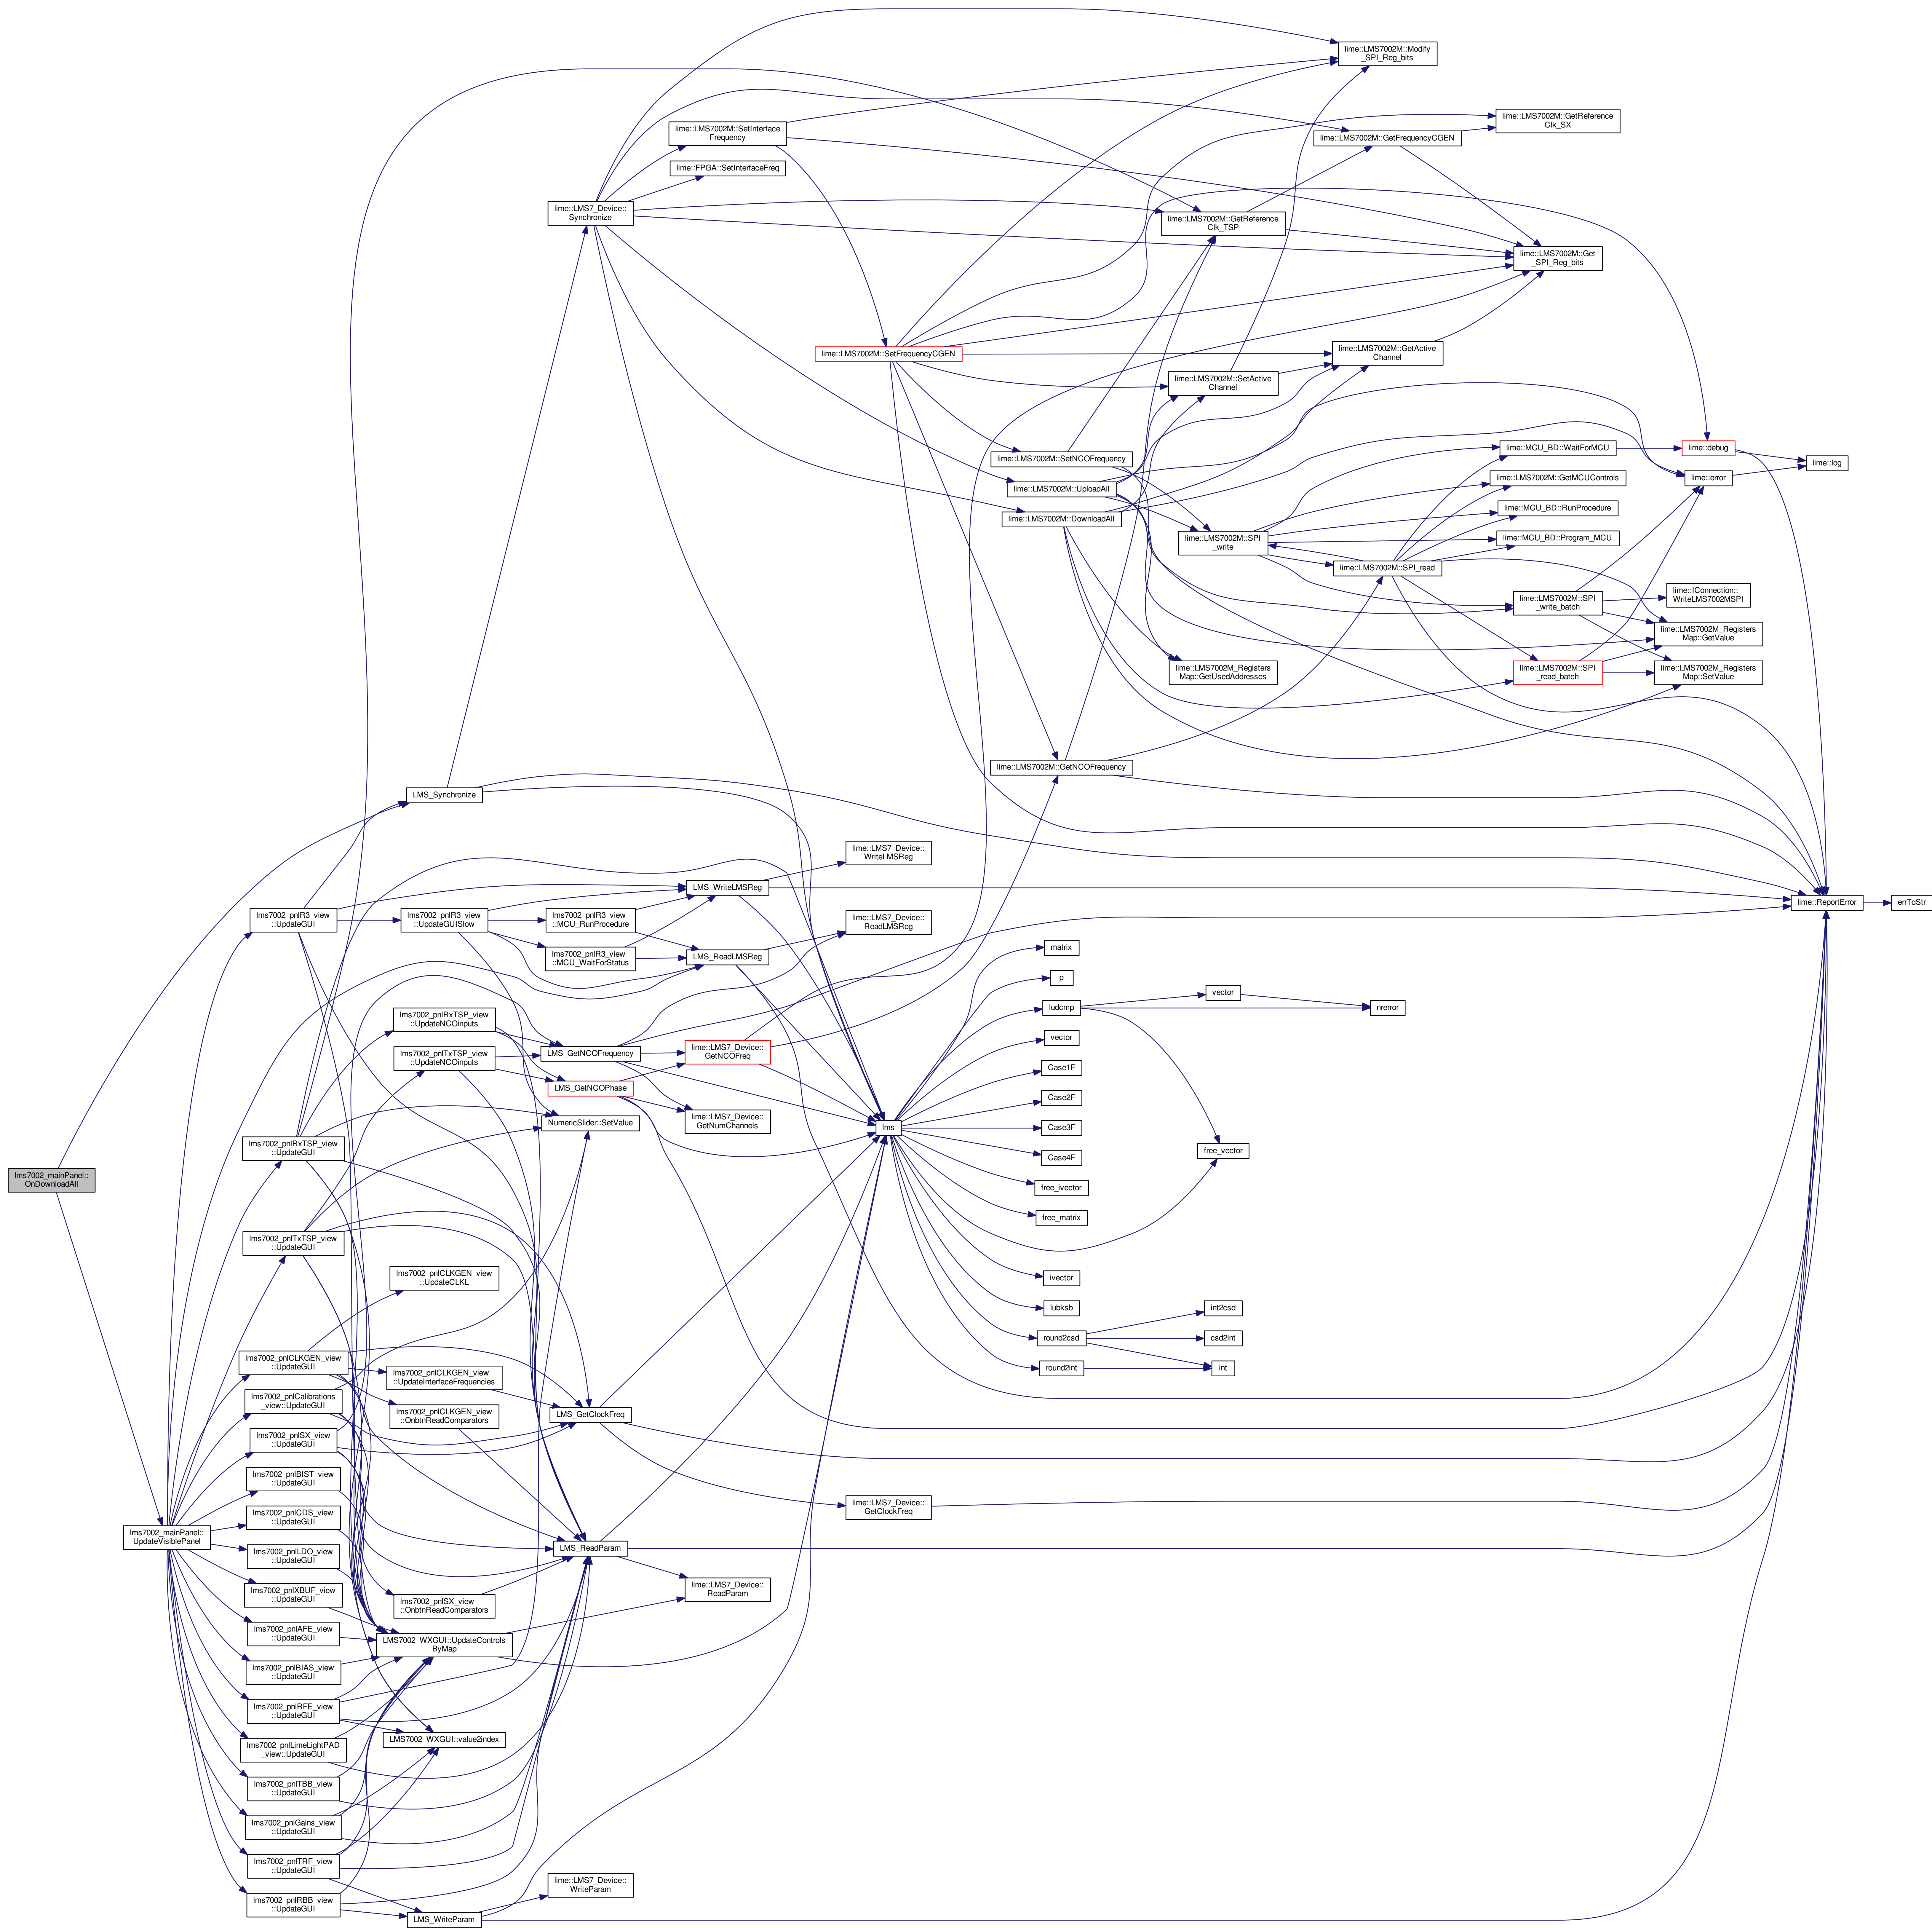 lime::LMS7002M::Modify
_SPI_Reg_bits
lime::LMS7002M::SetInterface
Frequency
lime::LMS7002M::GetReference
Clk_SX
lime::LMS7002M::GetFrequencyCGEN
lime::FPGA::SetInterfaceFreq
lime::LMS7_Device::
Synchronize
lime::LMS7002M::GetReference
Clk_TSP
lime::LMS7002M::Get
_SPI_Reg_bits
lime::LMS7002M::SetFrequencyCGEN
lime::LMS7002M::GetActive
Channel
lime::LMS7002M::SetActive
Channel
lime::LMS7002M::SetNCOFrequency
lime::MCU_BD::WaitForMCU
lime::debug
lime::log
lime::LMS7002M::UploadAll
lime::LMS7002M::GetMCUControls
lime::error
lime::LMS7002M::DownloadAll
lime::MCU_BD::RunProcedure
lime::LMS7002M::SPI
_write
lime::MCU_BD::Program_MCU
lime::LMS7002M::SPI_read
lime::LMS7002M::SPI
_write_batch
lime::IConnection::
WriteLMS7002MSPI
lime::LMS7002M_Registers
Map::GetValue
lime::LMS7002M_Registers
Map::GetUsedAddresses
lime::LMS7002M::SPI
_read_batch
lime::LMS7002M_Registers
Map::SetValue
lime::LMS7002M::GetNCOFrequency
LMS_Synchronize
lime::LMS7_Device::
WriteLMSReg
LMS_WriteLMSReg
lime::ReportError
errToStr
lms7002_pnlR3_view
::UpdateGUI
lms7002_pnlR3_view
::UpdateGUISlow
lms7002_pnlR3_view
::MCU_RunProcedure
lime::LMS7_Device::
ReadLMSReg
lms7002_pnlR3_view
::MCU_WaitForStatus
LMS_ReadLMSReg
matrix
p
vector
ludcmp
nrerror
lms7002_pnlRxTSP_view
::UpdateNCOinputs
vector
lms7002_pnlTxTSP_view
::UpdateNCOinputs
LMS_GetNCOFrequency
lime::LMS7_Device::
GetNCOFreq
Case1F
LMS_GetNCOPhase
Case2F
NumericSlider::SetValue
lime::LMS7_Device::
GetNumChannels
lms
Case3F
lms7002_pnlRxTSP_view
::UpdateGUI
Case4F
free_vector
lms7002_mainPanel::
OnDownloadAll
free_ivector
free_matrix
lms7002_pnlTxTSP_view
::UpdateGUI
lms7002_pnlCLKGEN_view
::UpdateCLKL
ivector
lubksb
int2csd
round2csd
csd2int
lms7002_pnlCLKGEN_view
::UpdateGUI
lms7002_pnlCLKGEN_view
::UpdateInterfaceFrequencies
round2int
int
lms7002_pnlCalibrations
_view::UpdateGUI
lms7002_pnlCLKGEN_view
::OnbtnReadComparators
LMS_GetClockFreq
lms7002_pnlSX_view
::UpdateGUI
lms7002_pnlBIST_view
::UpdateGUI
lime::LMS7_Device::
GetClockFreq
lms7002_pnlCDS_view
::UpdateGUI
lms7002_mainPanel::
UpdateVisiblePanel
LMS_ReadParam
lms7002_pnlLDO_view
::UpdateGUI
lime::LMS7_Device::
ReadParam
lms7002_pnlXBUF_view
::UpdateGUI
lms7002_pnlSX_view
::OnbtnReadComparators
lms7002_pnlAFE_view
::UpdateGUI
LMS7002_WXGUI::UpdateControls
ByMap
lms7002_pnlBIAS_view
::UpdateGUI
lms7002_pnlRFE_view
::UpdateGUI
LMS7002_WXGUI::value2index
lms7002_pnlLimeLightPAD
_view::UpdateGUI
lms7002_pnlTBB_view
::UpdateGUI
lms7002_pnlGains_view
::UpdateGUI
lms7002_pnlTRF_view
::UpdateGUI
lime::LMS7_Device::
WriteParam
lms7002_pnlRBB_view
::UpdateGUI
LMS_WriteParam